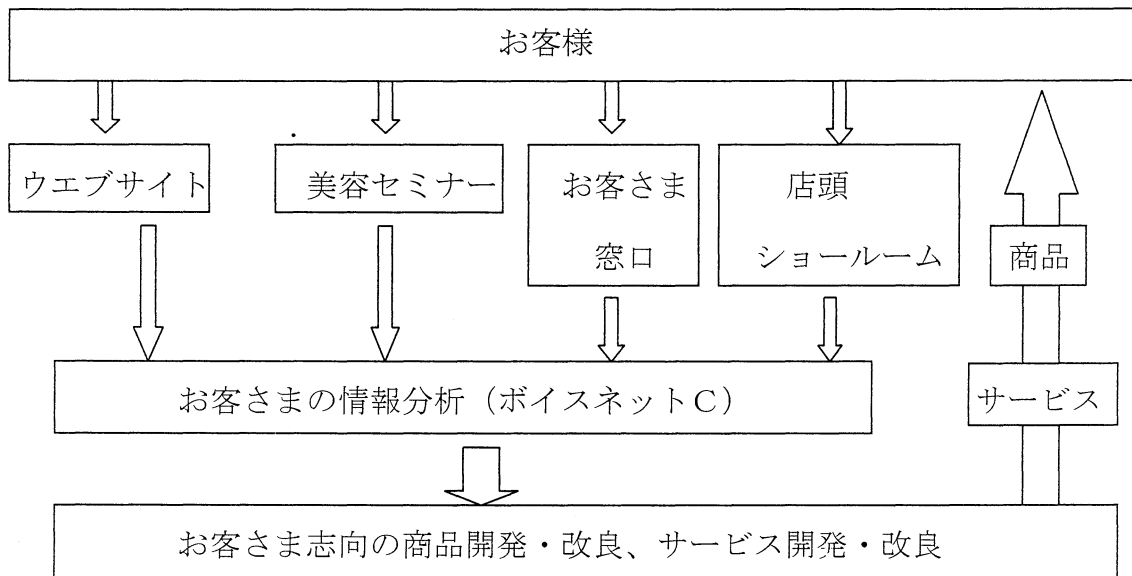 お客様
ウエブサイト
美容セミナー
お客さま
窓口
店頭
ショールーム
商品
お客さまの情報分析（ボイスネットＣ）
サービス
お客さま志向の商品開発・改良、サービス開発・改良